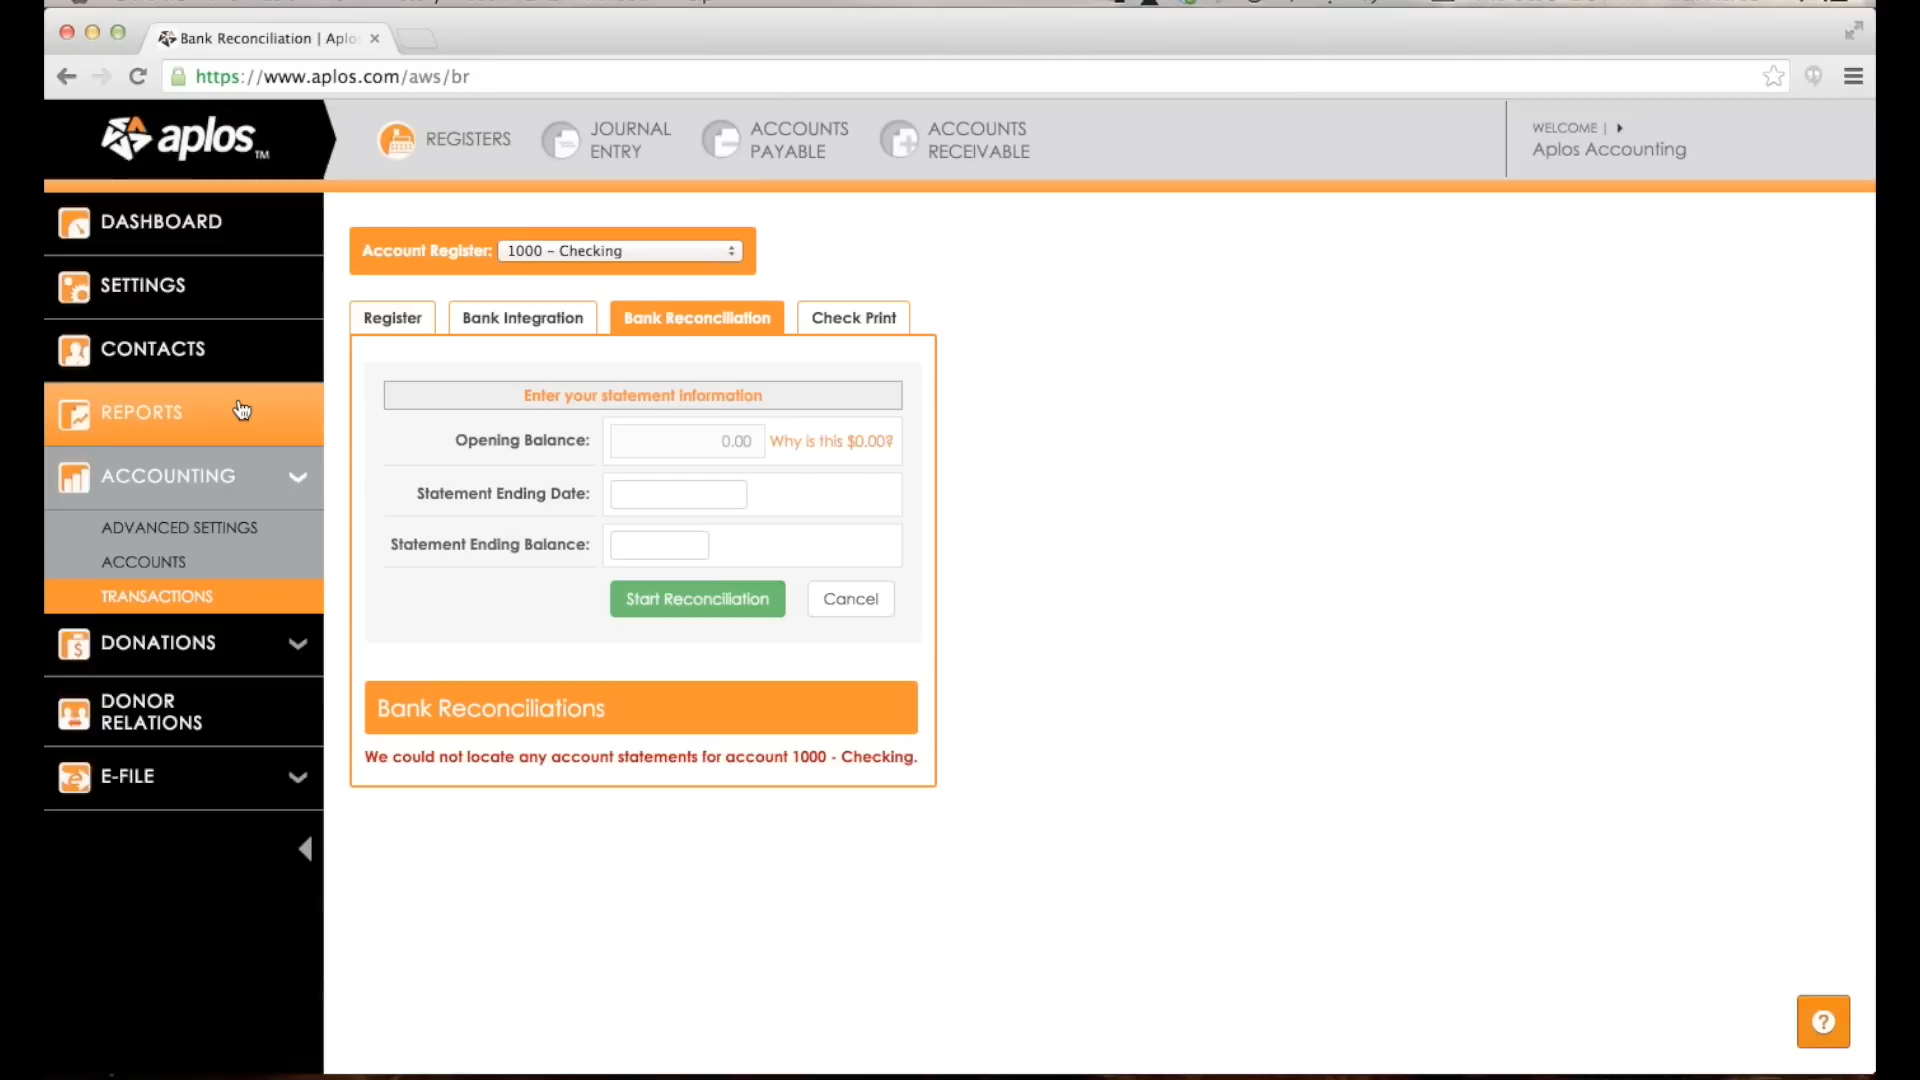 Bank Reconciliation | Aplo
https://www.aplos.com/aws/br
aplos™
REGISTERS
JOURNAL
ENTRY
ACCOUNTS
PAYABLE
ACCOUNTS
RECEIVABLE
WELCOME |
Aplos Accounting
DASHBOARD
SETTINGS
CONTACTS
REPORTS
ACCOUNTING
ADVANCED SETTINGS
ACCOUNTS
TRANSACTIONS
DONATIONS
DONOR
RELATIONS
E-FILE
Account Register: 1000 - Checking
Register Bank Integration Bank Reconciliation Check Print
Enter your statement information
Opening Balance: 0.00 Why is this $0.00?
Statement Ending Date:
Statement Ending Balance:
Start Reconciliation Cancel
Bank Reconciliations
We could not locate any account statements for account 1000 - Checking.
?